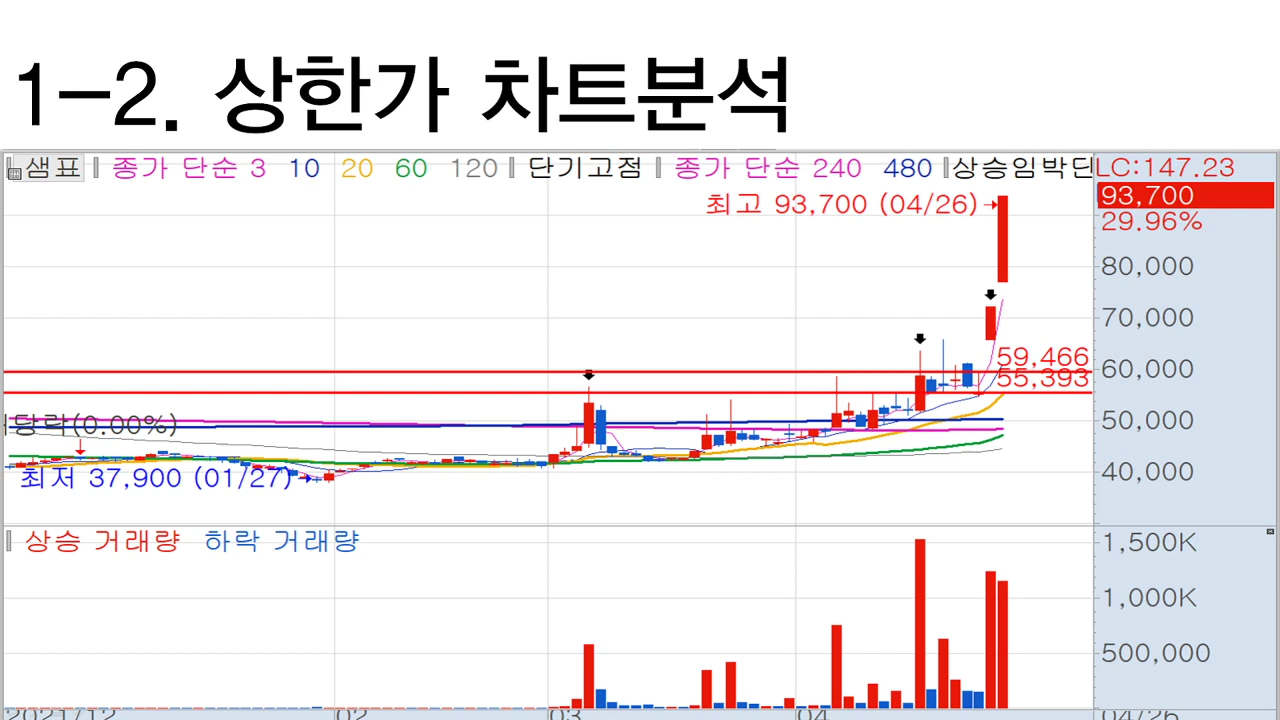 1-2. 상한가 차트분석
샘표 종가 단순 3 10 20 60 120 단기고점 종가 단순 240 480 상승임박단 LC:147.23
최고 93,700 (04/26) 93,700
29.96%
80,000
70,000
59,466
60,000
55,393
당락(0.00%) 50,000
최저 37,900 (01/27) 40,000
상승 거래량 하락 거래량 1,500K
1,000K
500,000
2021/12 02 03 04 04/26